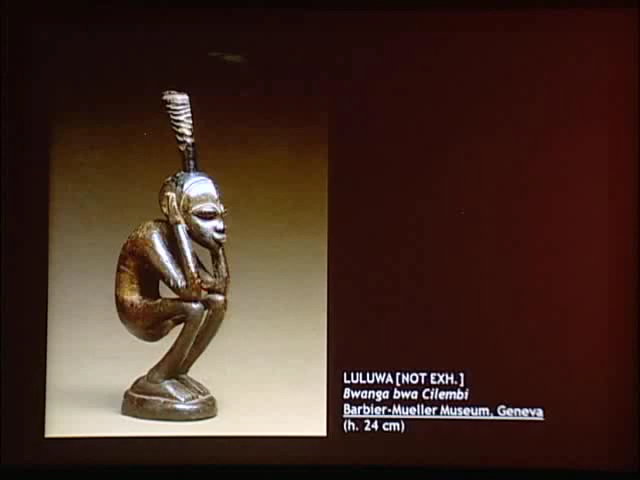 LULUWA [NOT EXH.]
Bwanga bwa Cilembi
Barbier-Mueller Museum, Geneva
(h. 24 cm)